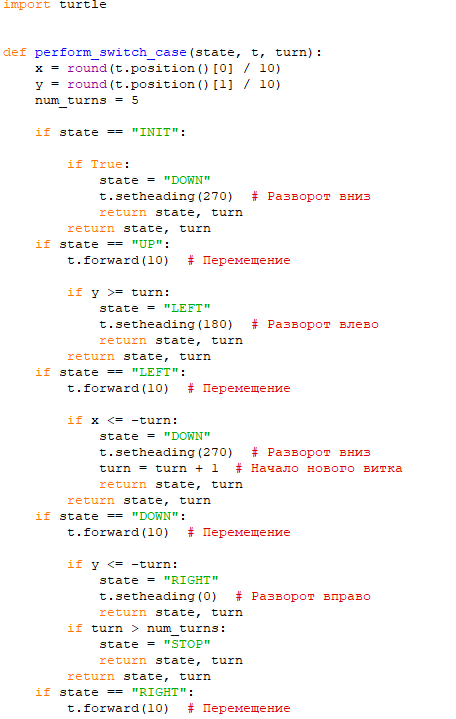 import turtle
def perform_switch_case(state, t, turn):
    x = round(t.position()[0] / 10)
    y = round(t.position()[1] / 10)
    num_turns = 5
    if state == "INIT":
        if True:
            state = "DOWN"
            t.setheading(270)  # Разворот вниз
            return state, turn
        return state, turn
    if state == "UP":
        t.forward(10)  # Перемещение
        if y >= turn:
            state = "LEFT"
            t.setheading(180)  # Разворот влево
            return state, turn
        return state, turn
    if state == "LEFT":
        t.forward(10)  # Перемещение
        if x <= -turn:
            state = "DOWN"
            t.setheading(270)  # Разворот вниз
            turn = turn + 1  # Начало нового витка
            return state, turn
        return state, turn
    if state == "DOWN":
        t.forward(10)  # Перемещение
        if y <= -turn:
            state = "RIGHT"
            t.setheading(0)  # Разворот вправо
            return state, turn
        if turn > num_turns:
            state = "STOP"
            return state, turn
        return state, turn
    if state == "RIGHT":
        t.forward(10)  # Перемещение